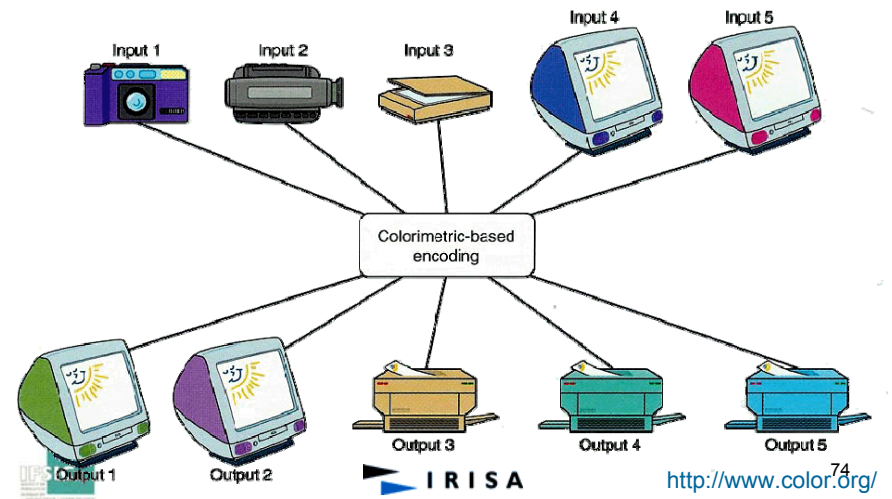 Input 1
Input 2
Input 3
Input 4
Input 5
Colorimetric-based
encoding
Output 1
Output 2
Output 3
Output 4
Output 5
IRISA
74
http://www.color.org/